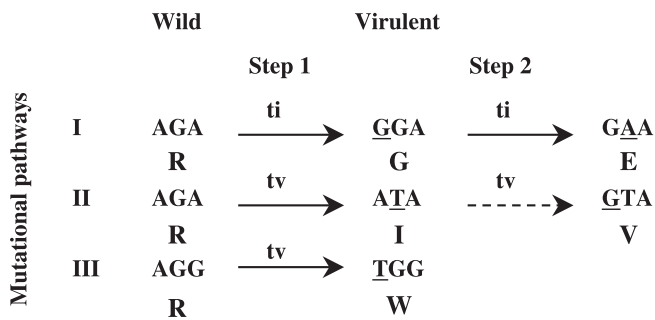 Wild Virulent
Step 1 Step 2
ti ti
I AGA GGA GAA
R G E
tv tv
II AGA ATA GTA
R I V
tv
III AGG TGG
R W
Mutational pathways